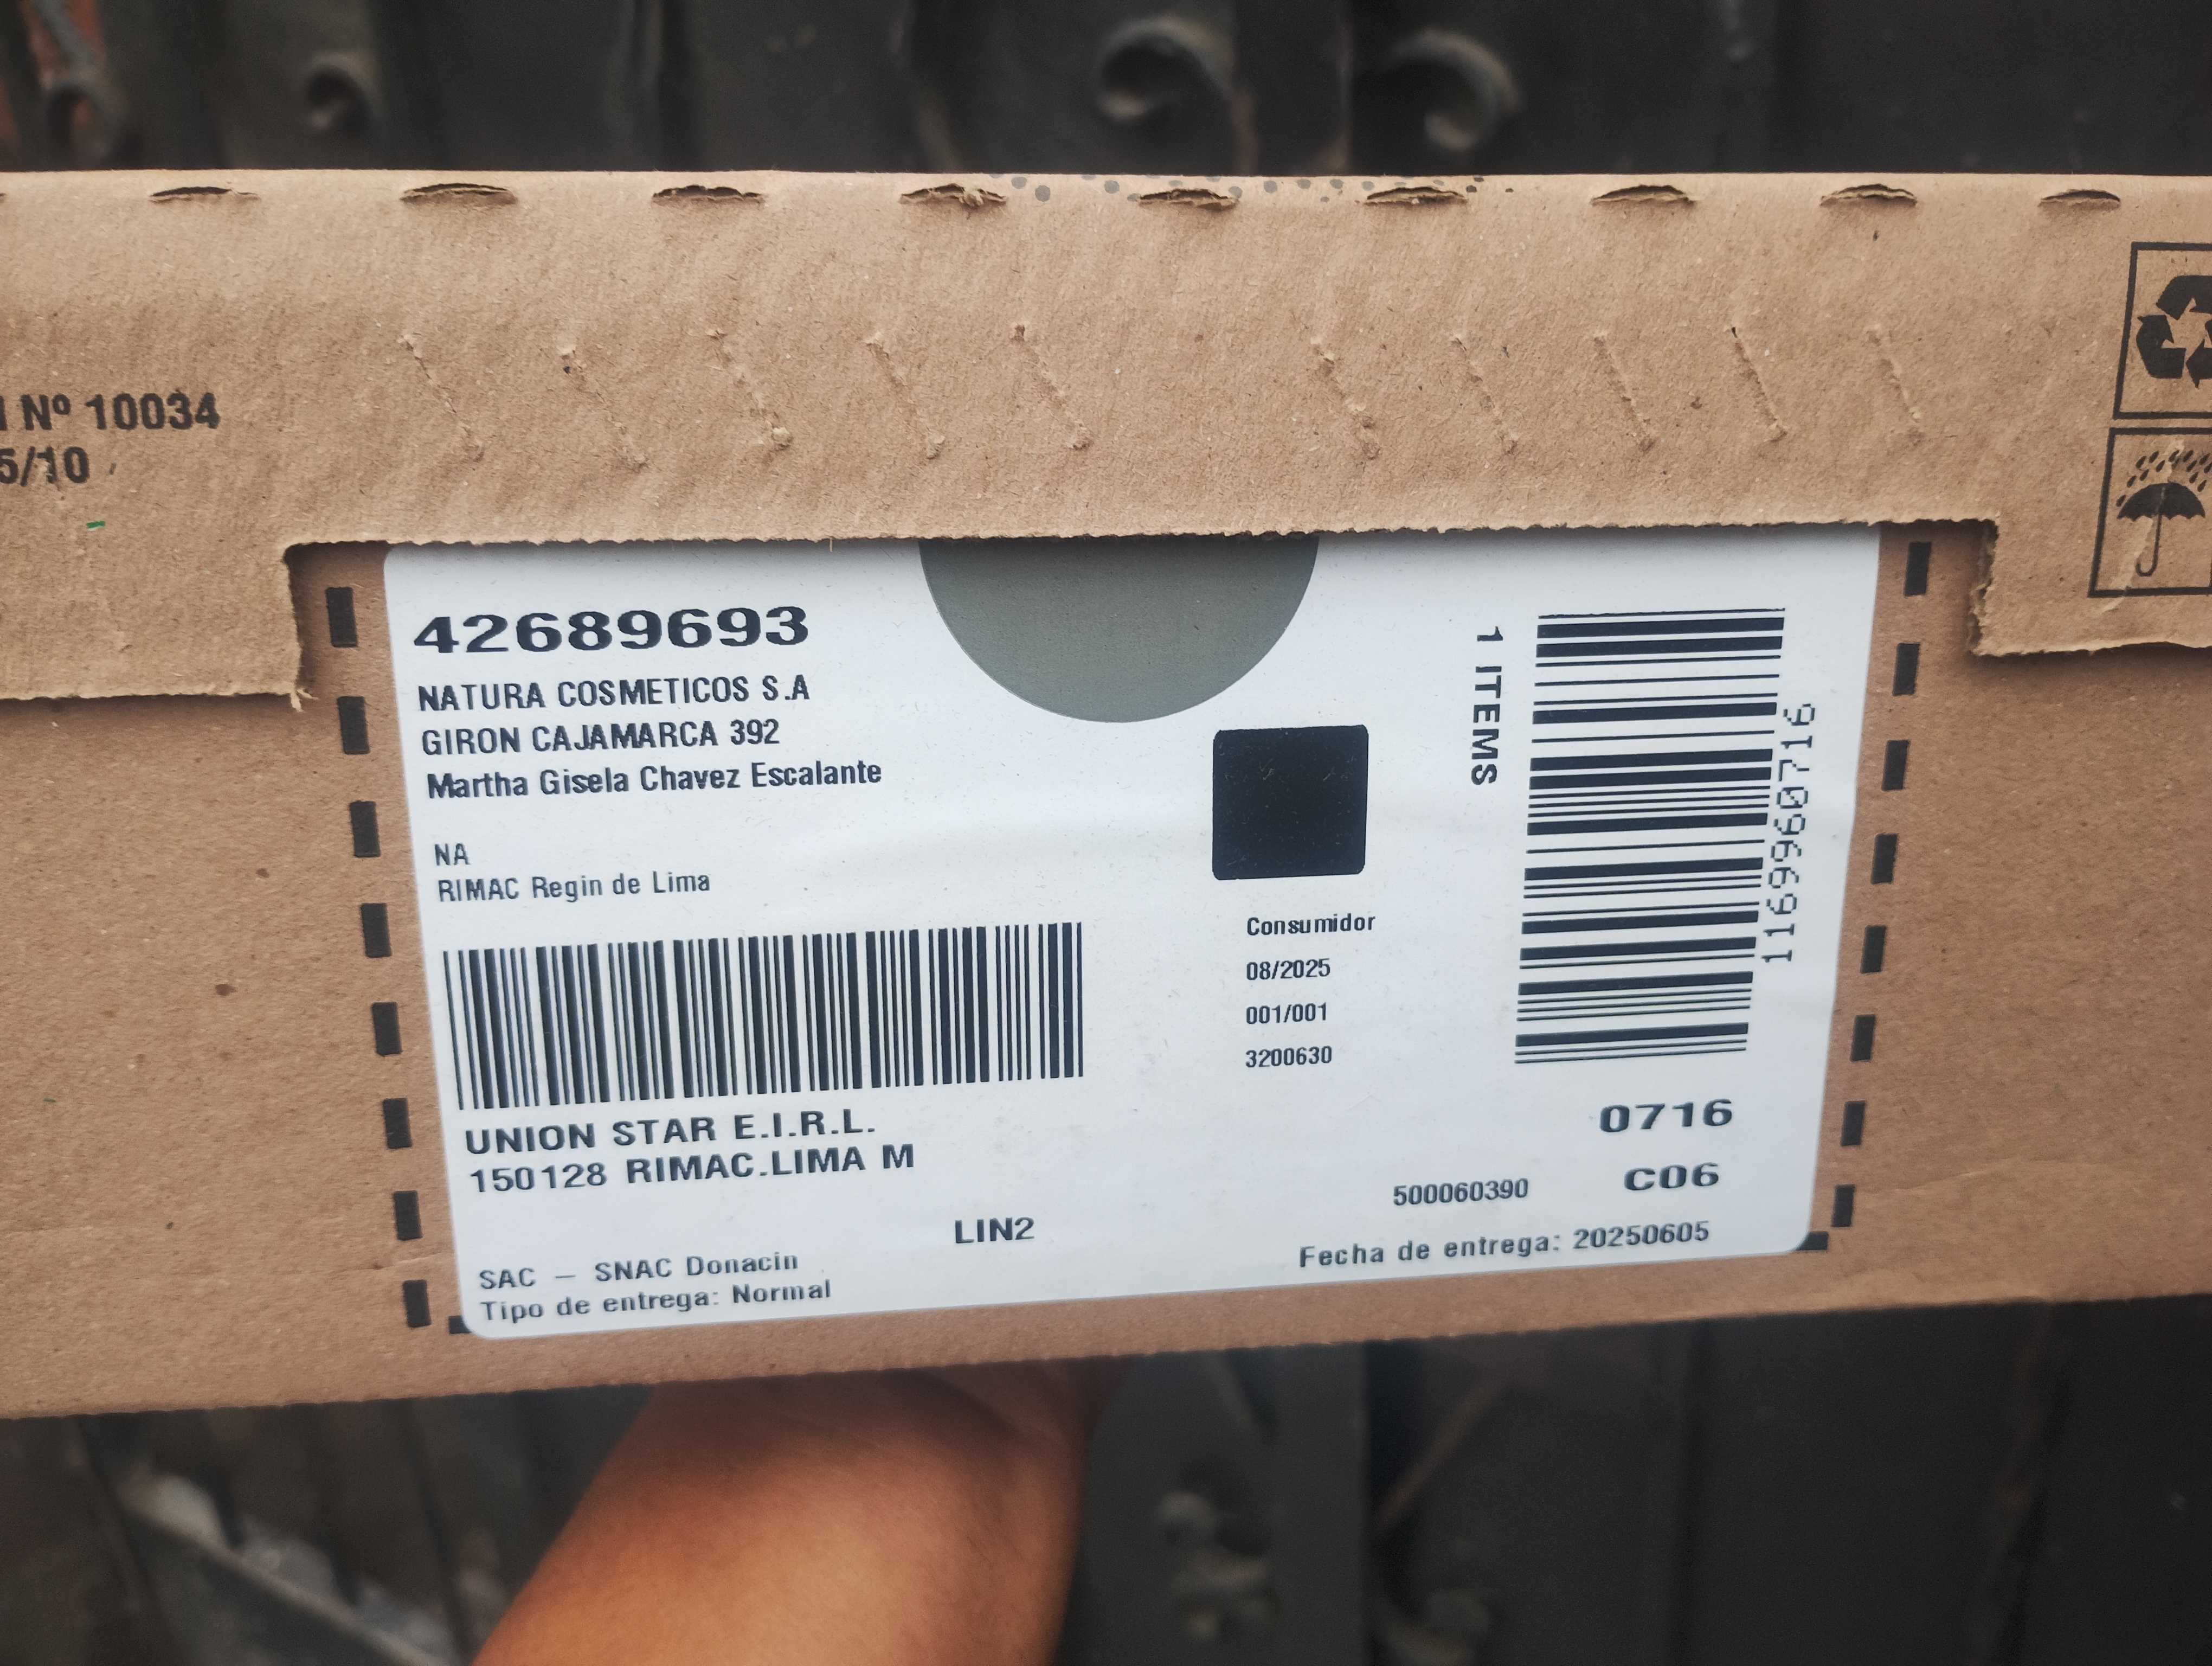 Nº 10034
5/10
42689693
NATURA COSMETICOS S.A
GIRON CAJAMARCA 392
Martha Gisela Chavez Escalante
NA
RIMAC Regin de Lima
UNION STAR E.I.R.L.
150128 RIMAC.LIMA M
LIN2
SAC – SNAC Donacin
Tipo de entrega: Normal
Consumidor
08/2025
001/001
3200630
1 ITEMS
1169960716
0716
C06
500060390
Fecha de entrega: 20250605